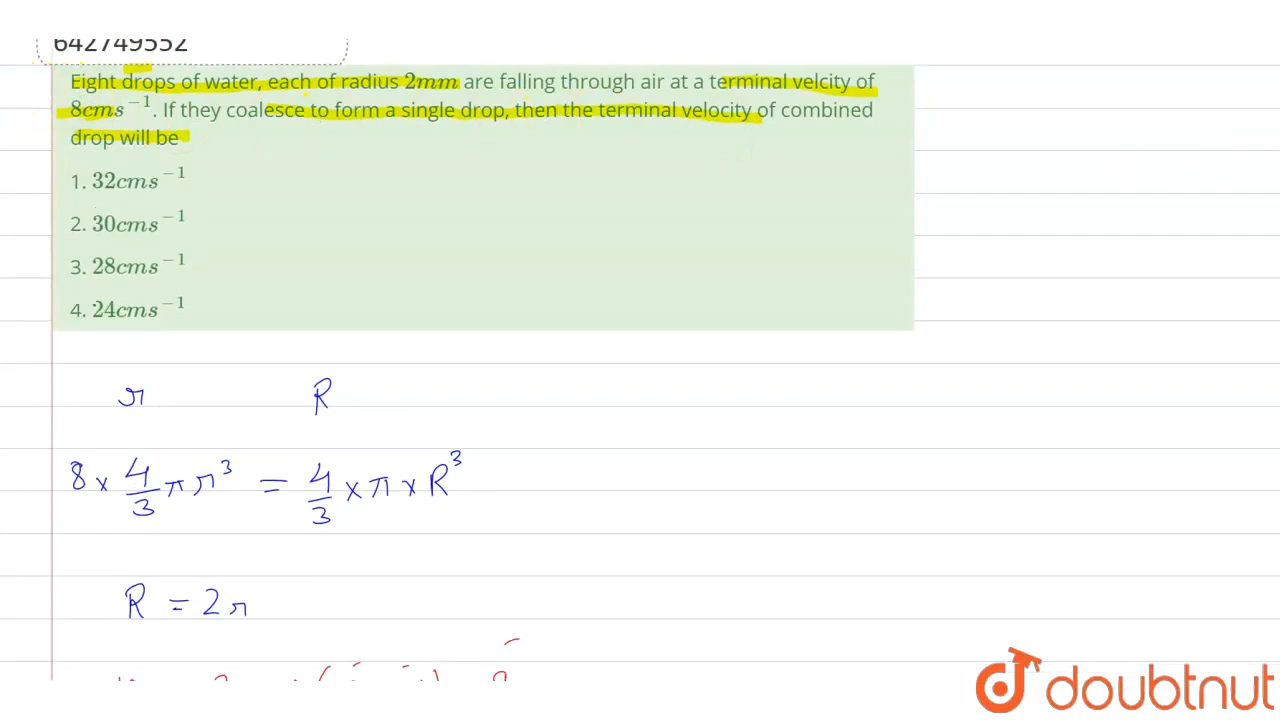 642749552
Eight drops of water, each of radius 2mm are falling through air at a terminal velcity of
8cms⁻¹. If they coalesce to form a single drop, then the terminal velocity of combined
drop will be
1. 32cms⁻¹
2. 30cms⁻¹
3. 28cms⁻¹
4. 24cms⁻¹
r R
8 × 4/3 π r³ = 4/3 × π × R³
R = 2r
doubtnut